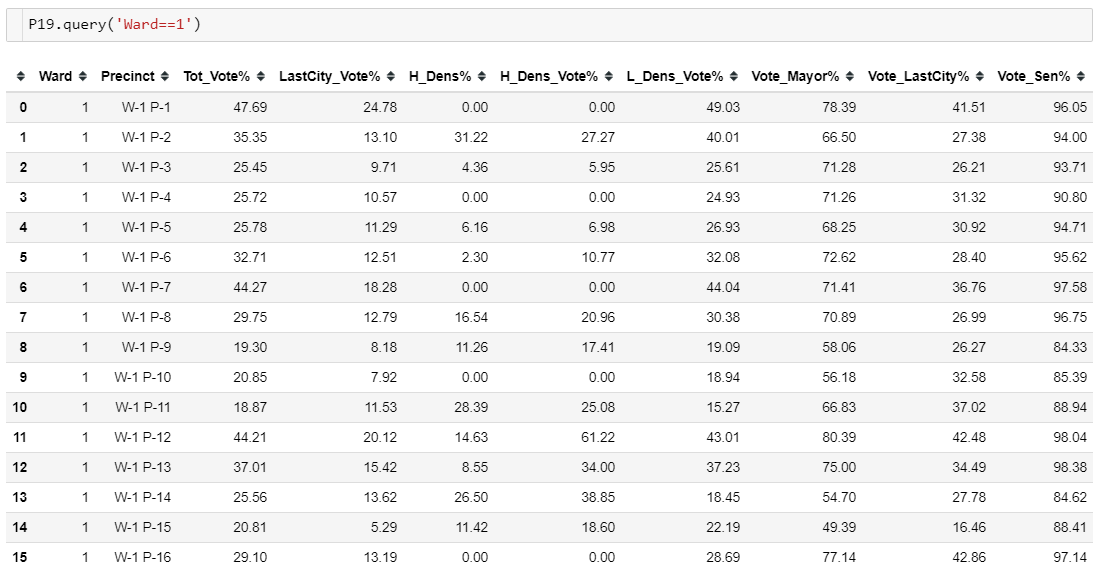 P19.query('Ward==1')
Ward Precinct Tot_Vote% LastCity_Vote% H_Dens% H_Dens_Vote% L_Dens_Vote% Vote_Mayor% Vote_LastCity% Vote_Sen%
0 1 W-1 P-1 47.69 24.78 0.00 0.00 49.03 78.39 41.51 96.05
1 1 W-1 P-2 35.35 13.10 31.22 27.27 40.01 66.50 27.38 94.00
2 1 W-1 P-3 25.45 9.71 4.36 5.95 25.61 71.28 26.21 93.71
3 1 W-1 P-4 25.72 10.57 0.00 0.00 24.93 71.26 31.32 90.80
4 1 W-1 P-5 25.78 11.29 6.16 6.98 26.93 68.25 30.92 94.71
5 1 W-1 P-6 32.71 12.51 2.30 10.77 32.08 72.62 28.40 95.62
6 1 W-1 P-7 44.27 18.28 0.00 0.00 44.04 71.41 36.76 97.58
7 1 W-1 P-8 29.75 12.79 16.54 20.96 30.38 70.89 26.99 96.75
8 1 W-1 P-9 19.30 8.18 11.26 17.41 19.09 58.06 26.27 84.33
9 1 W-1 P-10 20.85 7.92 0.00 0.00 18.94 56.18 32.58 85.39
10 1 W-1 P-11 18.87 11.53 28.39 25.08 15.27 66.83 37.02 88.94
11 1 W-1 P-12 44.21 20.12 14.63 61.22 43.01 80.39 42.48 98.04
12 1 W-1 P-13 37.01 15.42 8.55 34.00 37.23 75.00 34.49 98.38
13 1 W-1 P-14 25.56 13.62 26.50 38.85 18.45 54.70 27.78 84.62
14 1 W-1 P-15 20.81 5.29 11.42 18.60 22.19 49.39 16.46 88.41
15 1 W-1 P-16 29.10 13.19 0.00 0.00 28.69 77.14 42.86 97.14